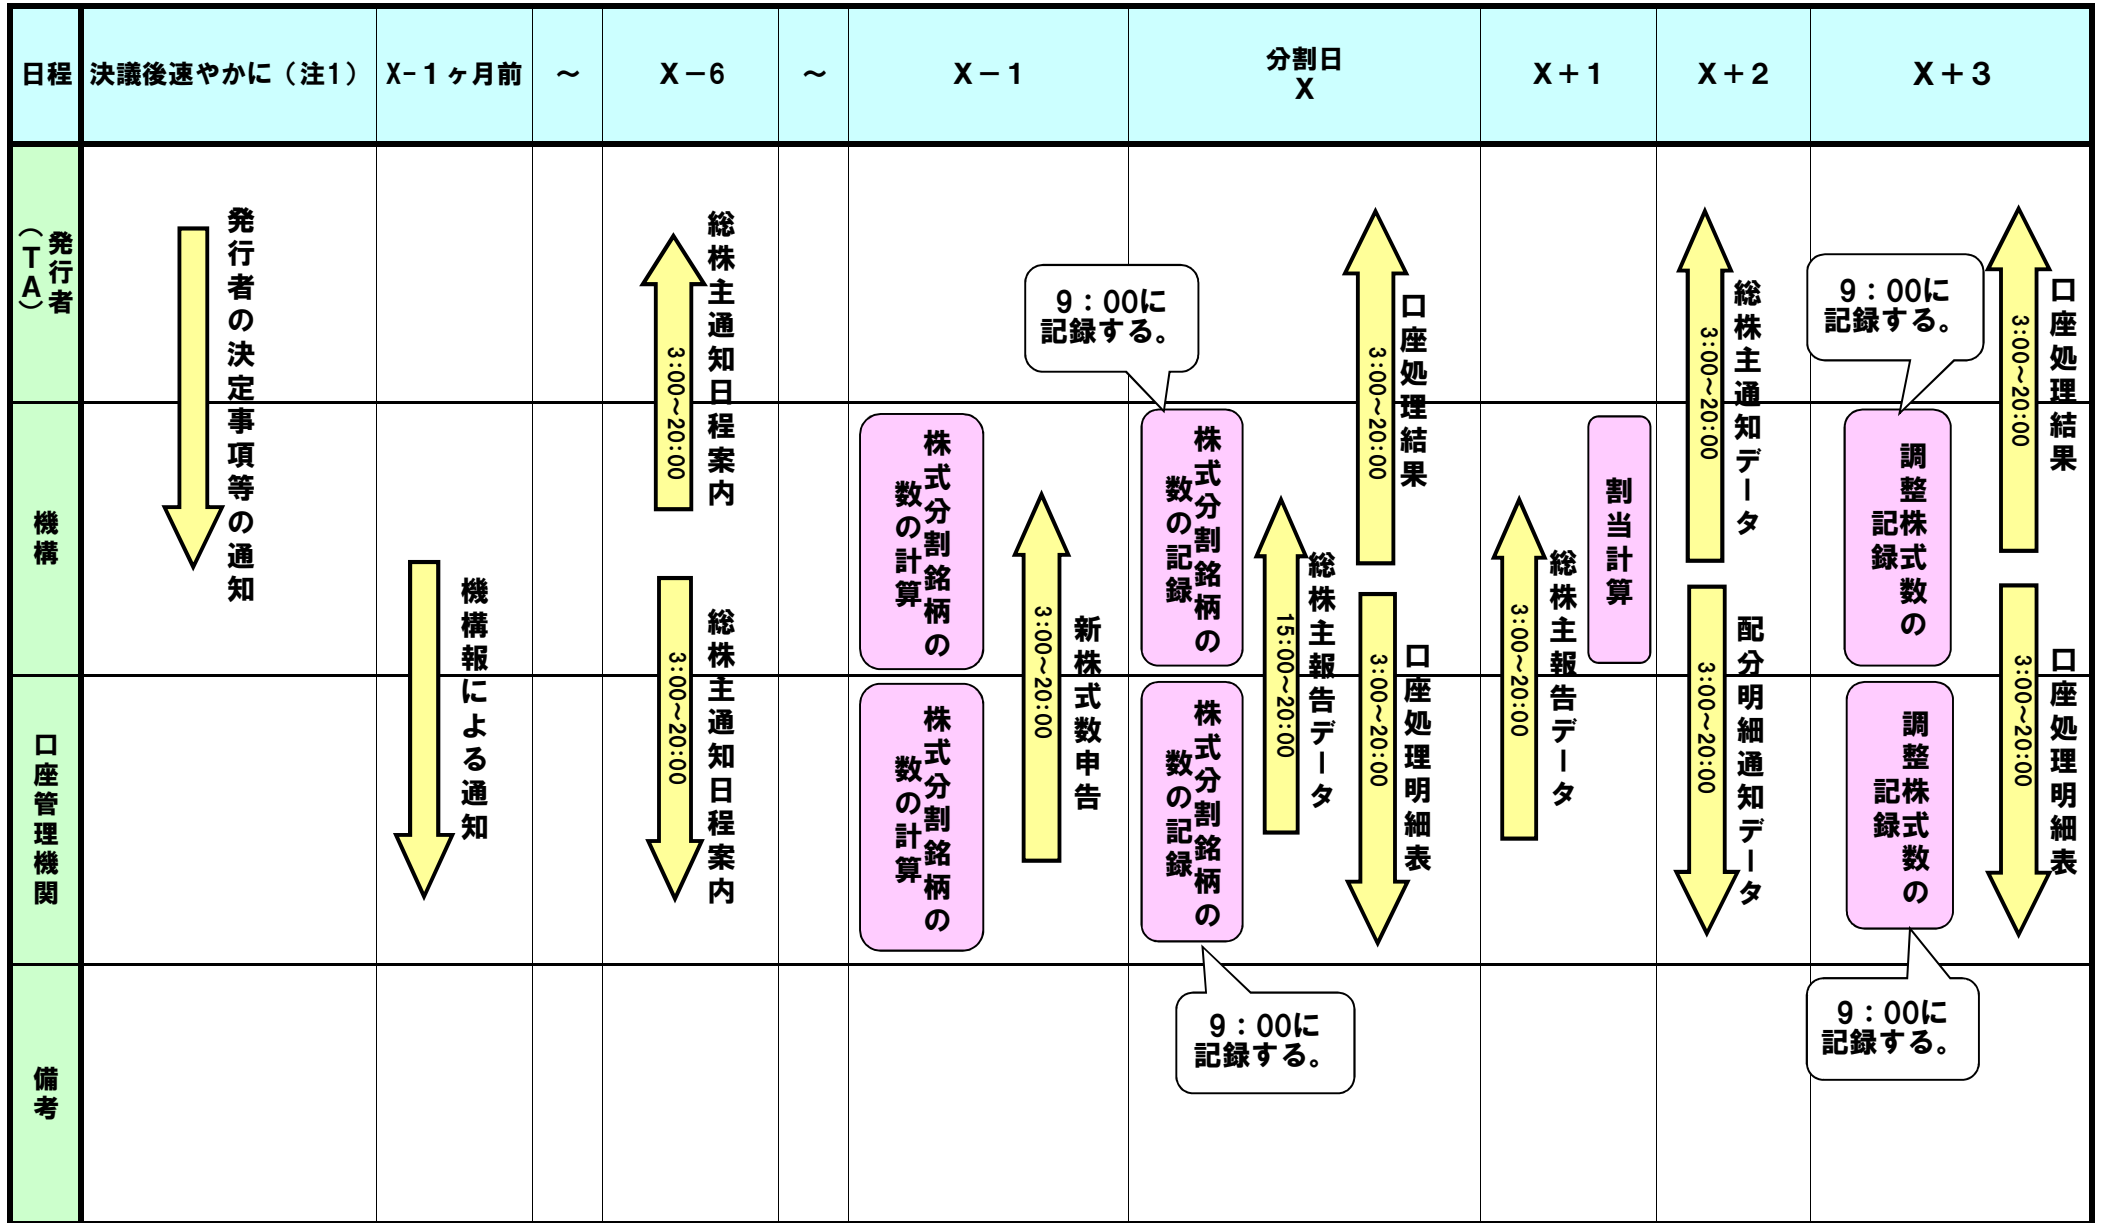 日程
決議後速やかに（注1）
X-１ヶ月前
～
X－6
～
X－1
分割日
X
X＋1
X＋2
X＋3
発行者
（TA）
発行者の決定事項等の通知
3:00~20:00
総株主通知日程案内
9：00に
記録する。
3:00~20:00
口座処理結果
3:00~20:00
総株主通知データ
9：00に
記録する。
3:00~20:00
口座処理結果
機構
機構報による通知
3:00~20:00
総株主通知日程案内
株式分割銘柄の
数の計算
3:00~20:00
新株式数申告
株式分割銘柄の
数の記録
15:00~20:00
総株主報告データ
3:00~20:00
口座処理明細表
3:00~20:00
総株主報告データ
割当計算
3:00~20:00
配分明細通知データ
調整株式数の
記録
3:00~20:00
口座処理明細表
口座管理機関
株式分割銘柄の
数の計算
株式分割銘柄の
数の記録
調整株式数の
記録
9：00に
記録する。
9：00に
記録する。
備考